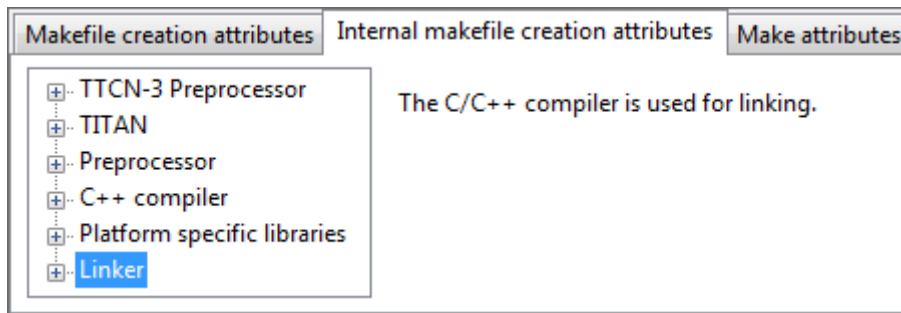 Makefile creation attributes Internal makefile creation attributes Make attributes
TTCN-3 Preprocessor
TITAN
Preprocessor
C++ compiler
Platform specific libraries
Linker
The C/C++ compiler is used for linking.